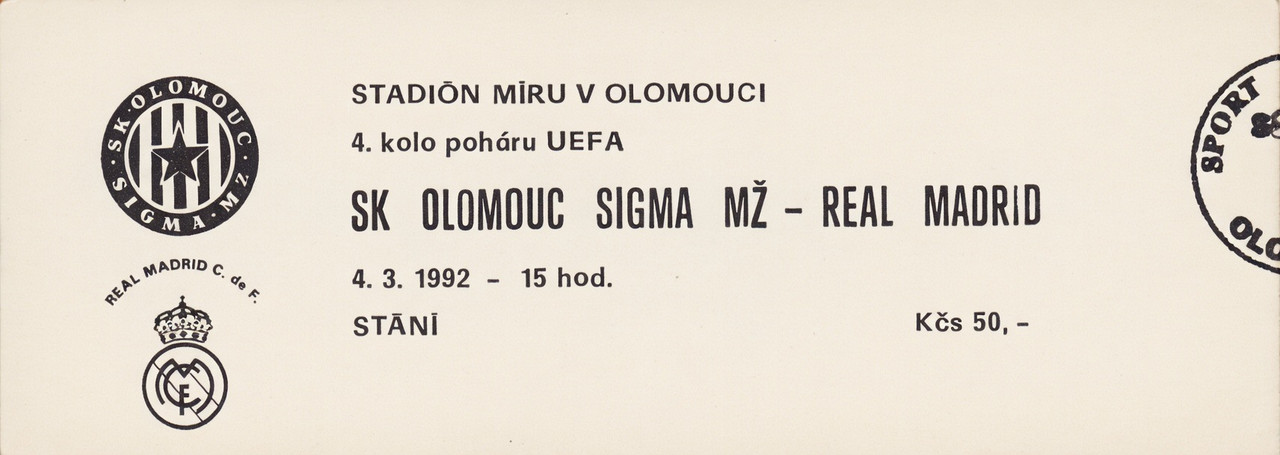 SK · OLOMOUC · SIGMA · MŽ
REAL MADRID C. de F.
STADIŌN MĪRU V OLOMOUCI
4. kolo poháru UEFA
SK OLOMOUC SIGMA MŽ – REAL MADRID
4. 3. 1992 – 15 hod.
STĀNĪ
Kčs 50, –
SPORT